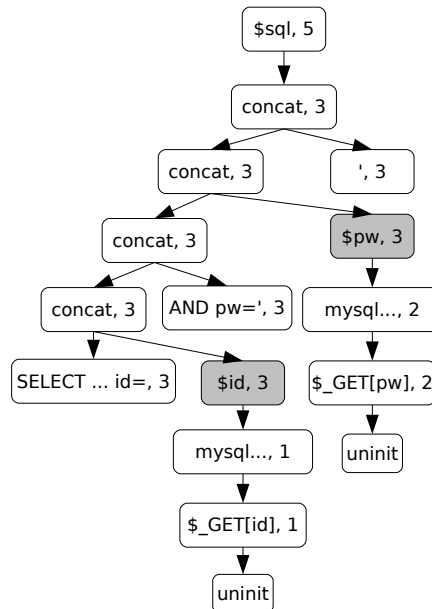 $sql, 5
concat, 3
concat, 3
', 3
concat, 3
$pw, 3
concat, 3
AND pw=', 3
mysql..., 2
SELECT ... id=, 3
$id, 3
$_GET[pw], 2
mysql..., 1
uninit
$_GET[id], 1
uninit